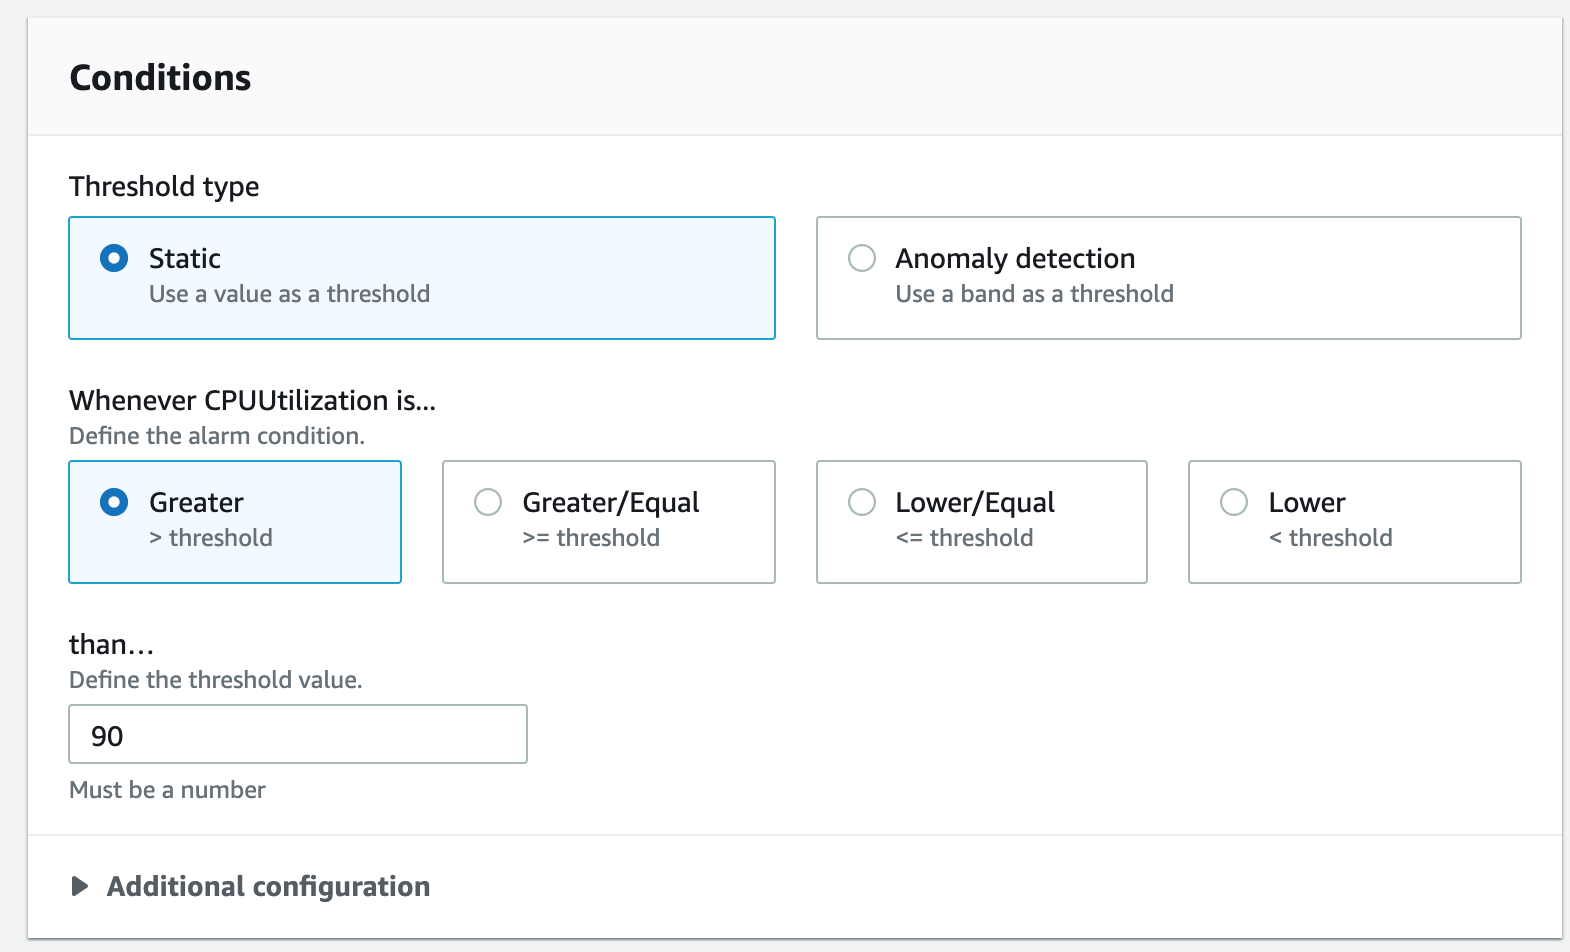 Conditions
Threshold type
Static
Use a value as a threshold
Anomaly detection
Use a band as a threshold
Whenever CPUUtilization is...
Define the alarm condition.
Greater
> threshold
Greater/Equal
>= threshold
Lower/Equal
<= threshold
Lower
< threshold
than…
Define the threshold value.
90
Must be a number
Additional configuration